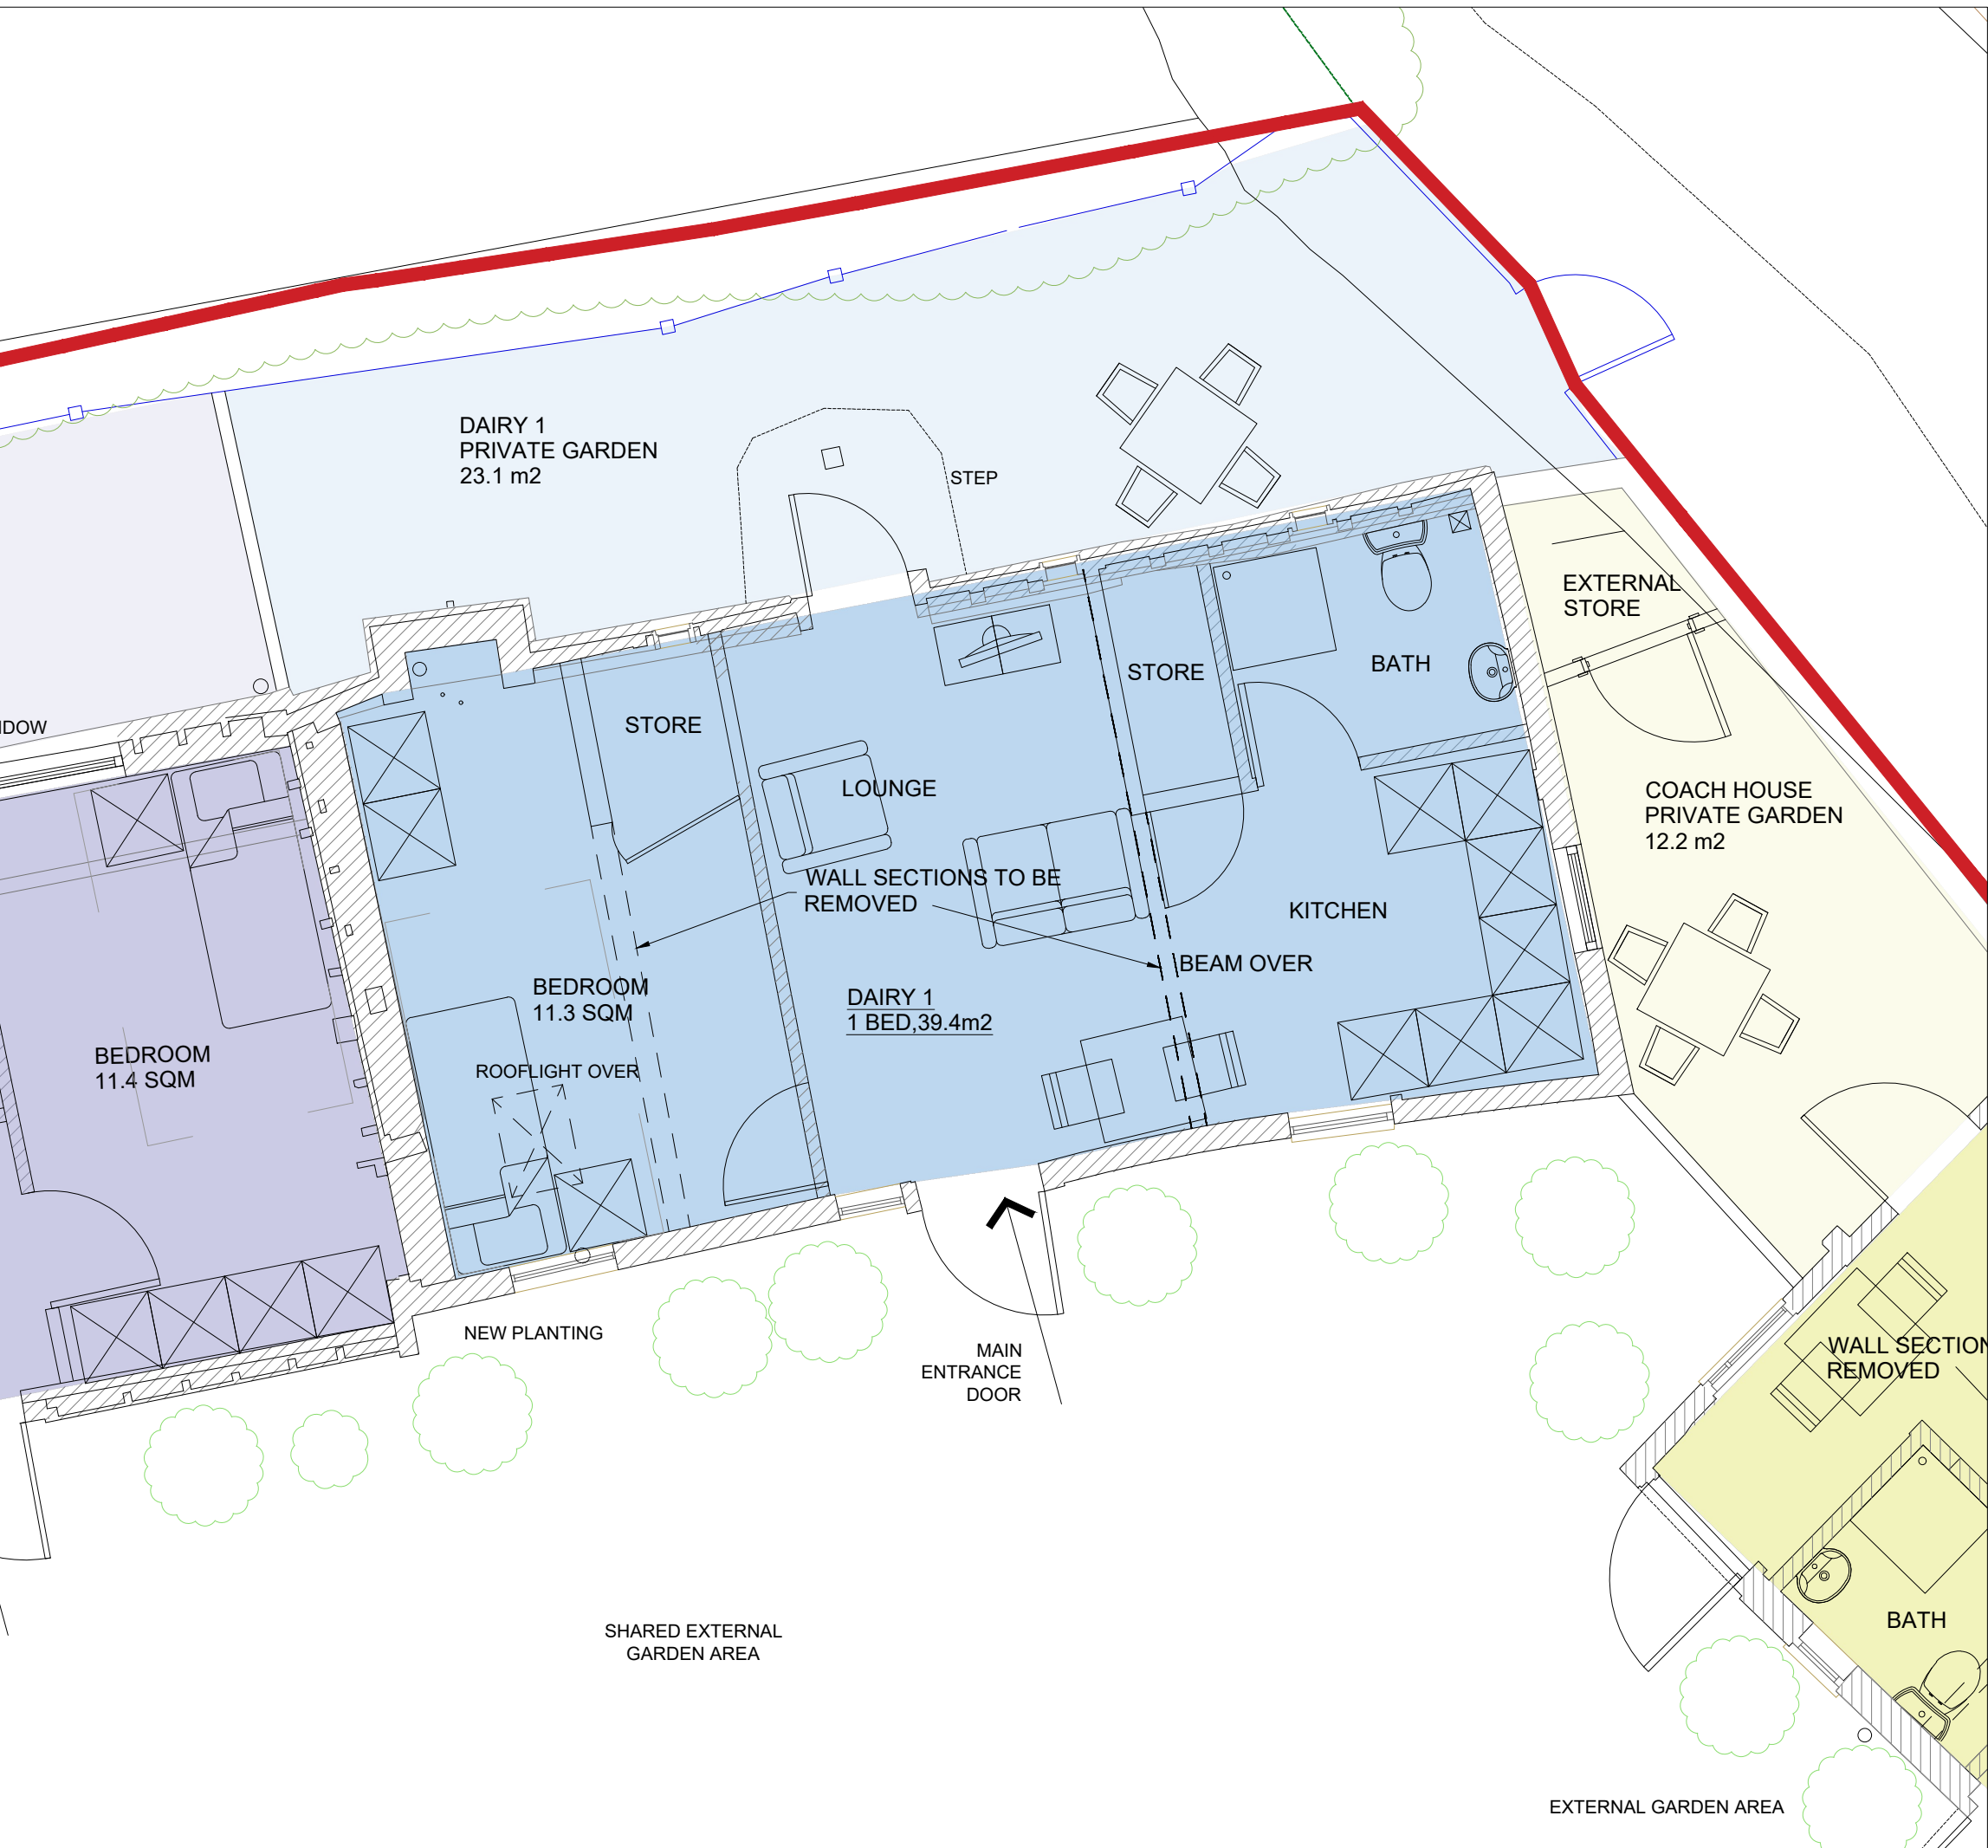 DAIRY 1
PRIVATE GARDEN
23.1 m2
STEP
EXTERNAL
STORE
BATH
STORE
STORE
LOUNGE
COACH HOUSE
PRIVATE GARDEN
12.2 m2
WALL SECTIONS TO BE
REMOVED
KITCHEN
BEAM OVER
BEDROOM
11.3 SQM
DAIRY 1
1 BED,39.4m2
BEDROOM
11.4 SQM
ROOFLIGHT OVER
NEW PLANTING
MAIN
ENTRANCE
DOOR
WALL SECTION
REMOVED
SHARED EXTERNAL
GARDEN AREA
BATH
EXTERNAL GARDEN AREA